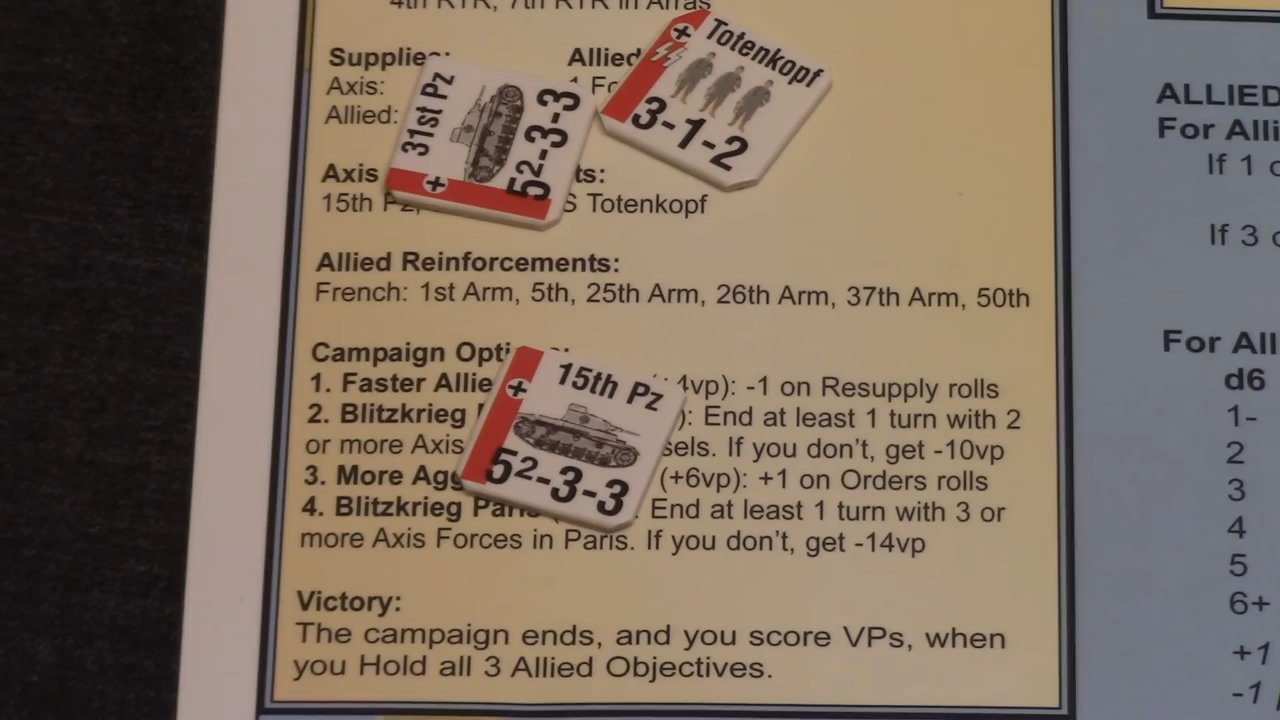 4th RTR, 7th RTR in Arras
Supplies: Allied
Axis: 1
Allied:
Axis ts:
15th Pz, S Totenkopf
Totenkopf
3-1-2
31st Pz
5²-3-3
Allied Reinforcements:
French: 1st Arm, 5th, 25th Arm, 26th Arm, 37th Arm, 50th
Campaign
1. Faster 4vp): -1 on Resupply rolls
2. Blitzkrieg ): End at least 1 turn with 2
or more Axis sels. If you don't, get -10vp
3. More (+6vp): +1 on Orders rolls
4. Blitzkrieg Paris End at least 1 turn with 3 or
more Axis Forces in Paris. If you don't, get -14vp
15th Pz
5²-3-3
Victory:
The campaign ends, and you score VPs, when
you Hold all 3 Allied Objectives.
ALLIED
For Alli
If 1
If 3
For All
d6
1-
2
3
4
5
6+
+1
-1